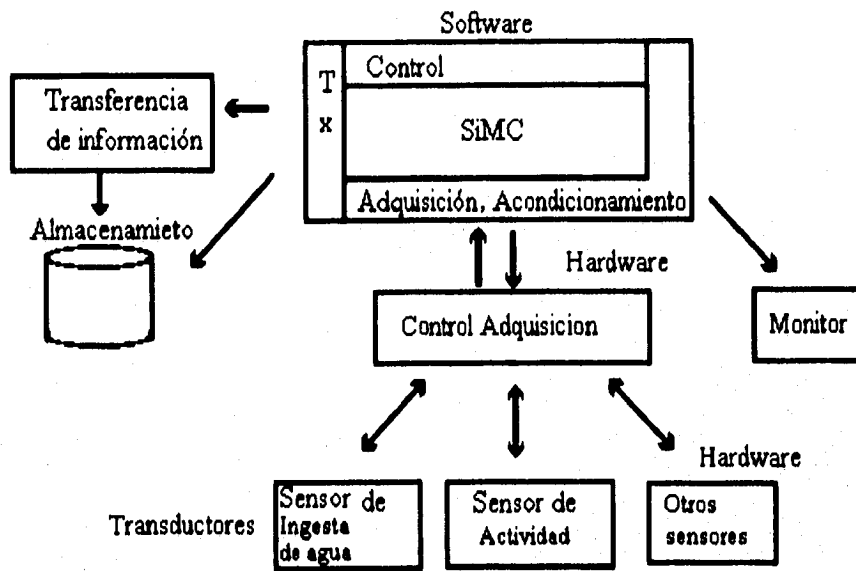 Software
Control
T
x
SiMC
Adquisición, Acondicionamiento
Transferencia
de información
Almacenamieto
Hardware
Control Adquisicion
Monitor
Hardware
Transductores
Sensor de
Ingesta
de agua
Sensor de
Actividad
Otros
sensores